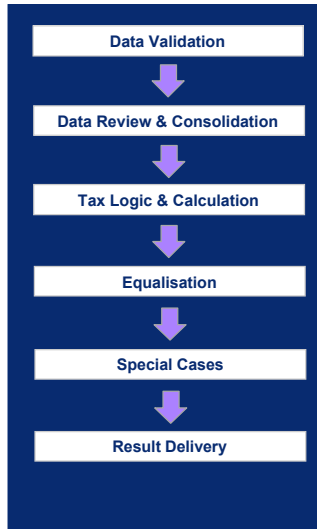 Data Validation
Data Review & Consolidation
Tax Logic & Calculation
Equalisation
Special Cases
Result Delivery